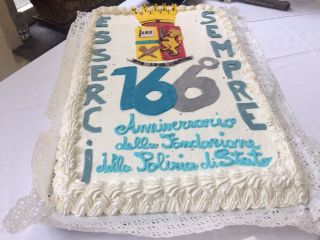 ESSERCI
SEMPRE
166°
Anniversario
della Fondazione
della Polizia di Stato